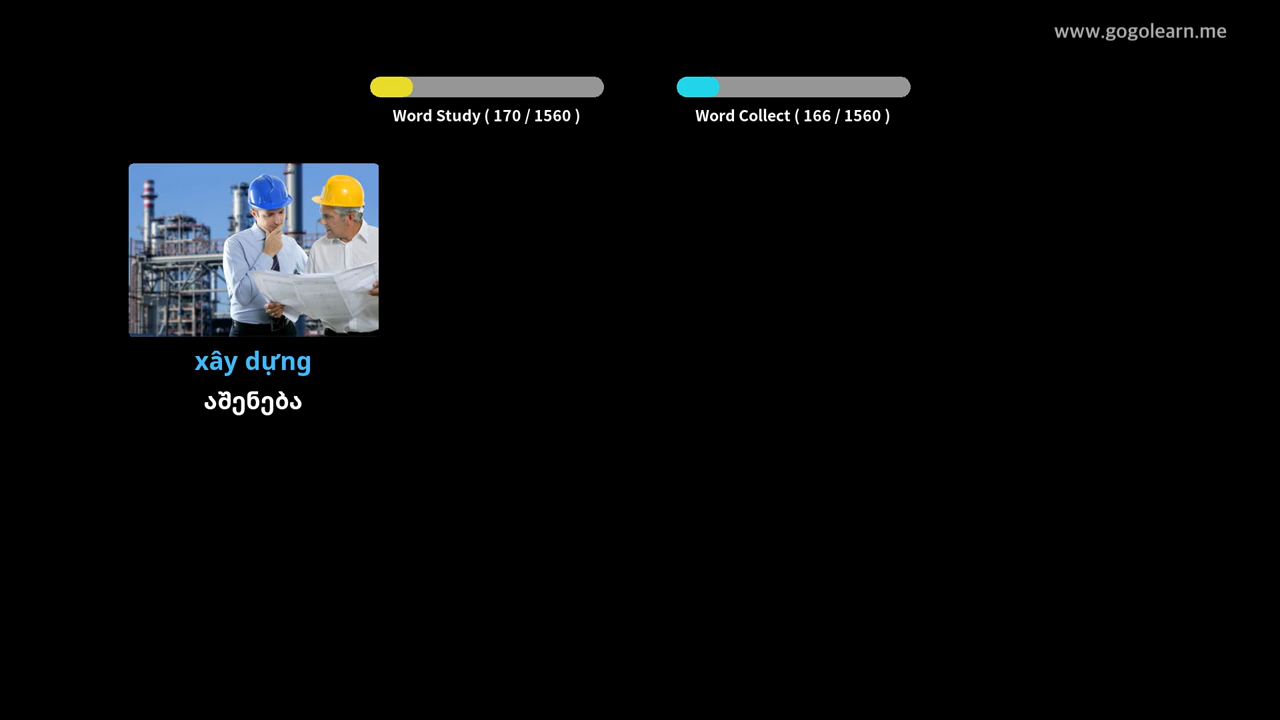 www.gogolearn.me
Word Study ( 170 / 1560 )
Word Collect ( 166 / 1560 )
xây dựng
აშენება